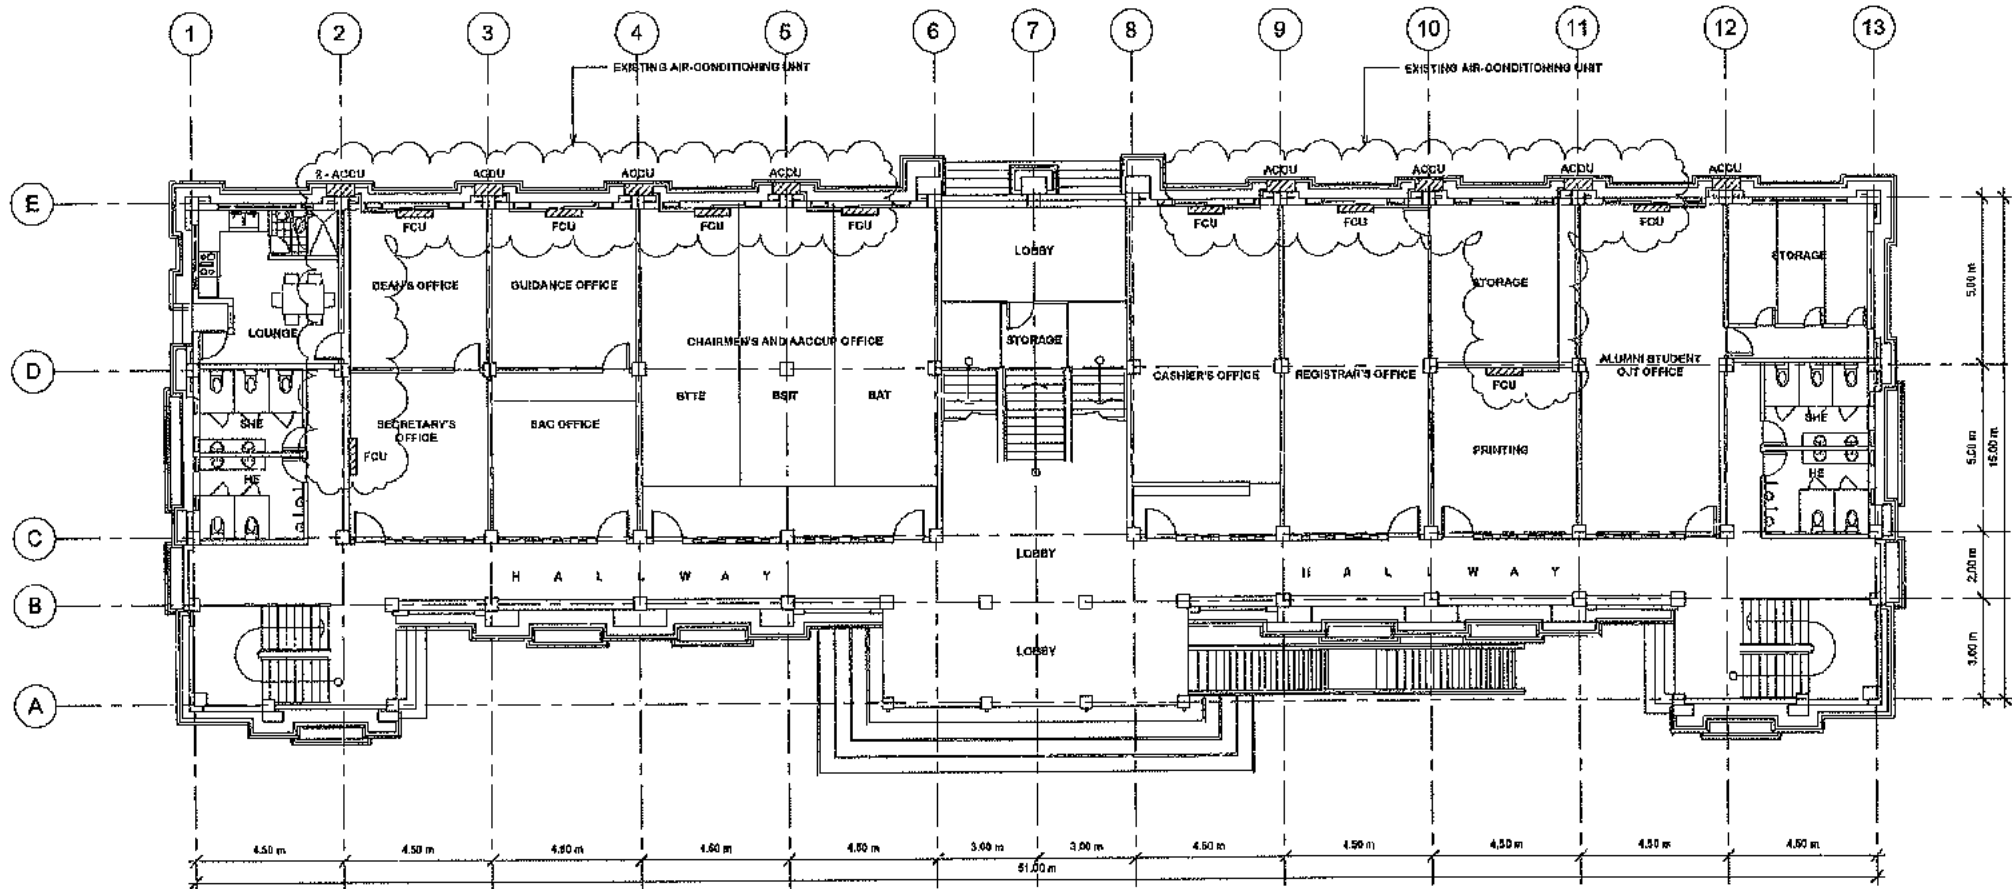 1 2 3 4 5 6 7 8 9 10 11 12 13
EXISTING AIR-CONDITIONING UNIT
EXISTING AIR-CONDITIONING UNIT
2 - ACCU ACCU ACCU ACCU ACCU ACCU ACCU ACCU
E
FCU FCU FCU FCU FCU FCU FCU
LOBBY
STORAGE
DEAN'S OFFICE
GUIDANCE OFFICE
STORAGE
5.00 m
LOUNGE
CHAIRMEN'S AND AACCUP OFFICE
STORAGE
D
CASHIER'S OFFICE
REGISTRAR'S OFFICE
ALUMNI STUDENT
OJT OFFICE
FCU
BTTE
BSIT
BAT
SHE
SECRETARY'S
OFFICE
BAC OFFICE
SHE
PRINTING
FCU
5.00 m
15.00 m
HE
HE
C
LOBBY
HALLWAY
HALLWAY
2.00 m
B
LOBBY
3.00 m
A
4.50 m 4.50 m 4.50 m 4.50 m 4.50 m 3.00 m 3.00 m 4.50 m 4.50 m 4.50 m 4.50 m 4.50 m
51.00 m